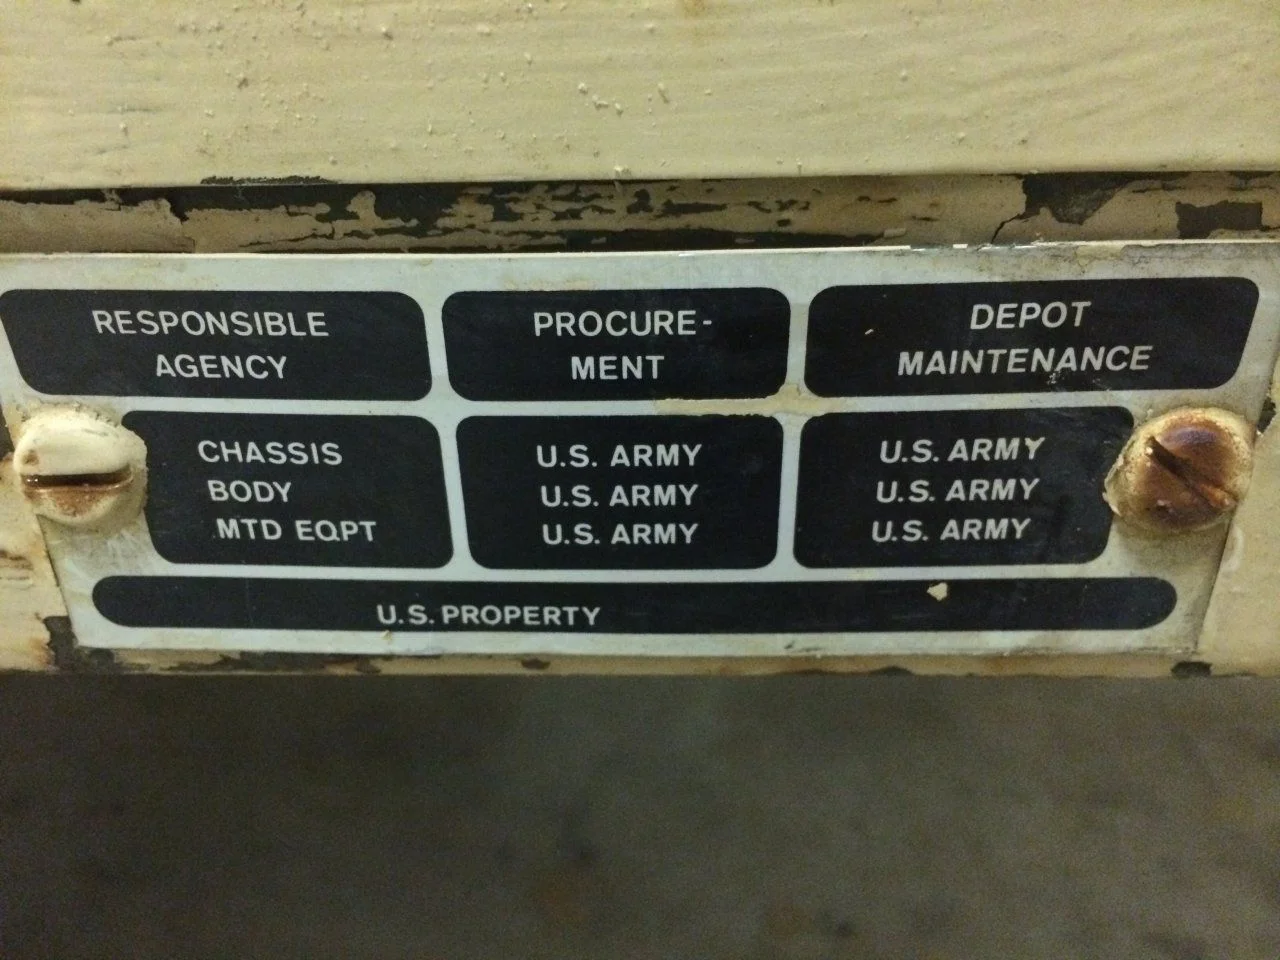 RESPONSIBLE AGENCY PROCURE- MENT DEPOT MAINTENANCE
CHASSIS U.S. ARMY U.S. ARMY
BODY U.S. ARMY U.S. ARMY
MTD EQPT U.S. ARMY U.S. ARMY
U.S. PROPERTY